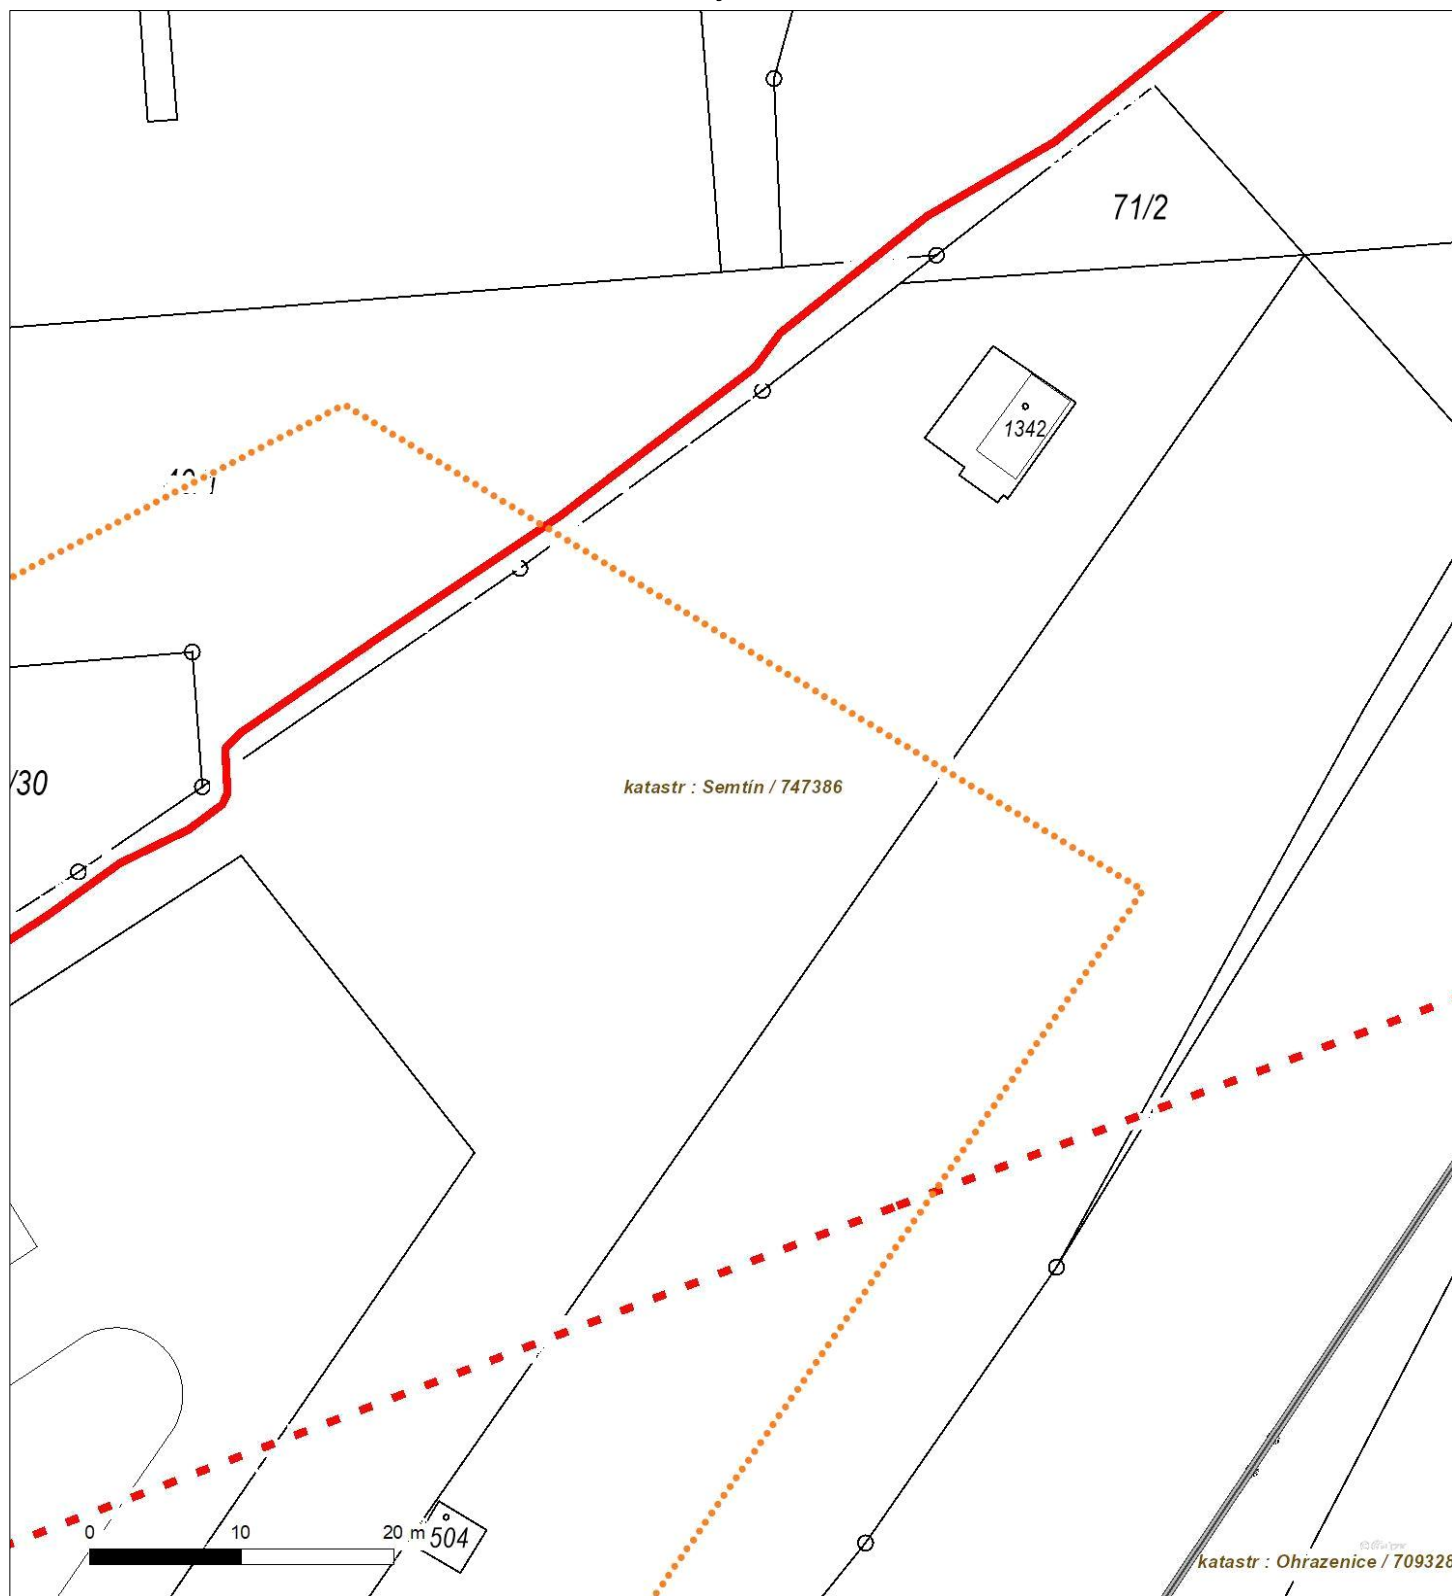 71/2
1342
/30
katastr : Semtín / 747386
0 10 20 m
504
katastr : Ohrazenice / 709328